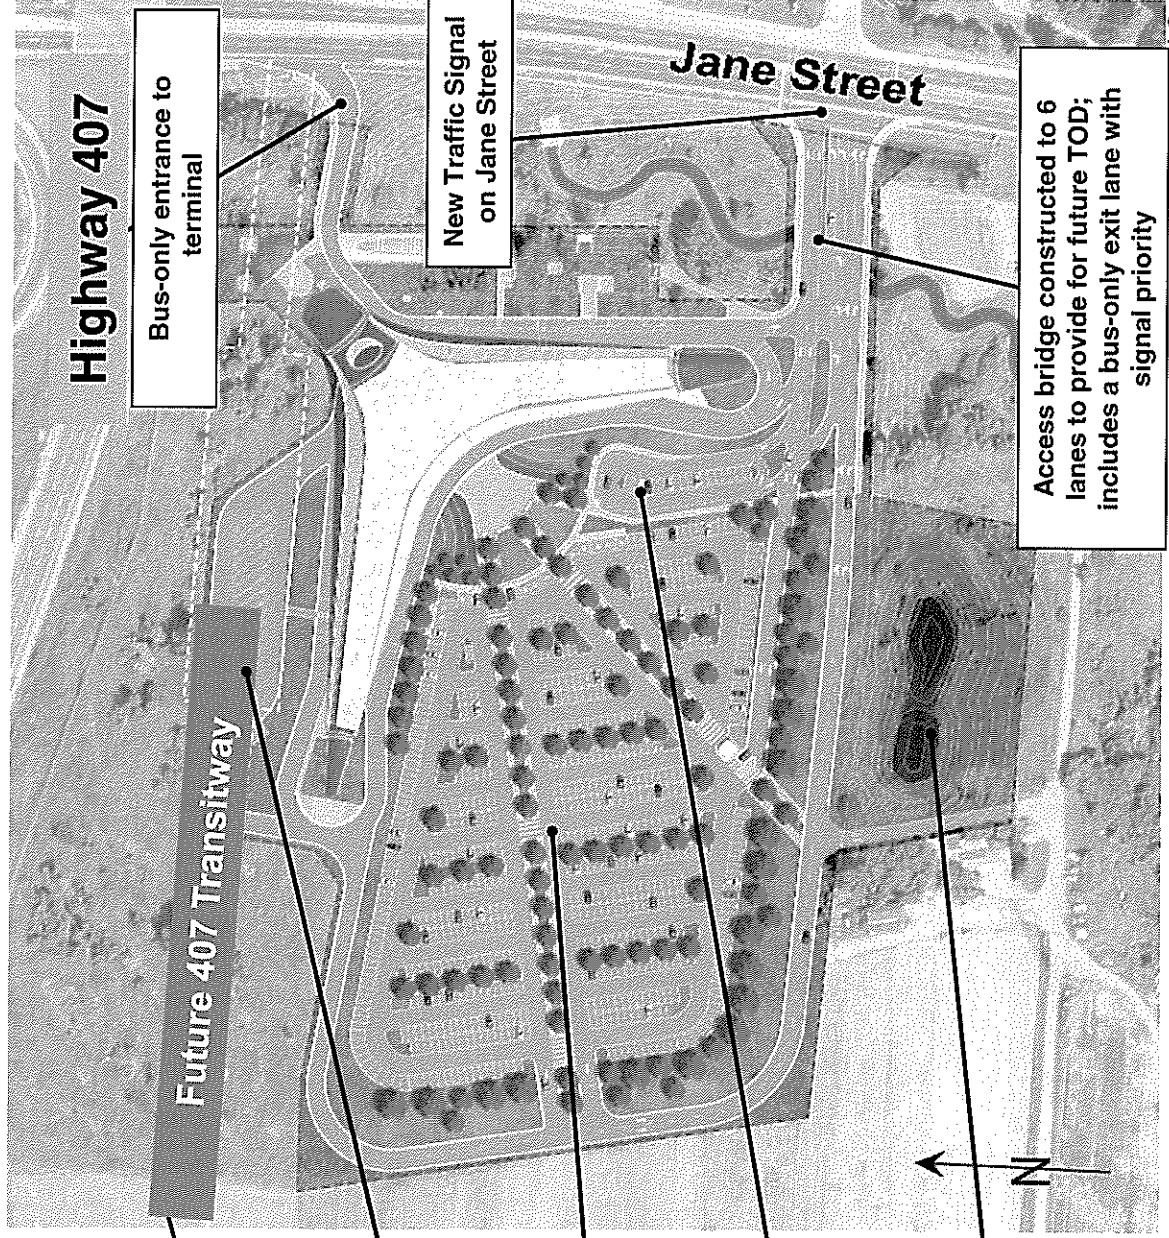 Highway 407
Bus-only entrance to
terminal
New Traffic Signal
on Jane Street
Jane Street
Future 407 Transitway
Access bridge constructed to 6
lanes to provide for future TOD;
includes a bus-only exit lane with
signal priority
N